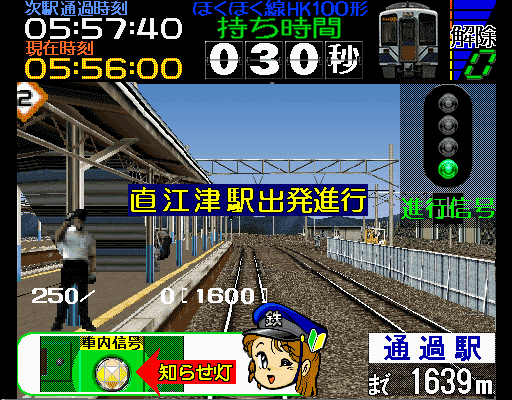 次駅通過時刻
05:57:40
現在時刻
05:56:00
ほくほく線HK100形
持ち時間
030秒
解除
0
2
直江津駅出発進行
進行信号
250/ 0[1600]
車内信号
知らせ灯
鉄
通過駅
まで 1639m